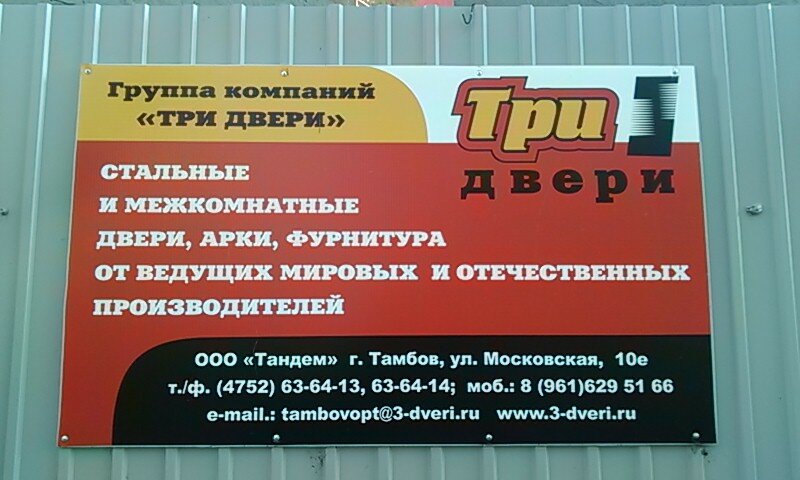 Группа компаний
«ТРИ ДВЕРИ»
Три
двери
СТАЛЬНЫЕ
И МЕЖКОМНАТНЫЕ
ДВЕРИ, АРКИ, ФУРНИТУРА
ОТ ВЕДУЩИХ МИРОВЫХ И ОТЕЧЕСТВЕННЫХ
ПРОИЗВОДИТЕЛЕЙ
ООО «Тандем» г. Тамбов, ул. Московская, 10е
т./ф. (4752) 63-64-13, 63-64-14; моб.: 8 (961)629 51 66
e-mail.: tambovopt@3-dveri.ru www.3-dveri.ru